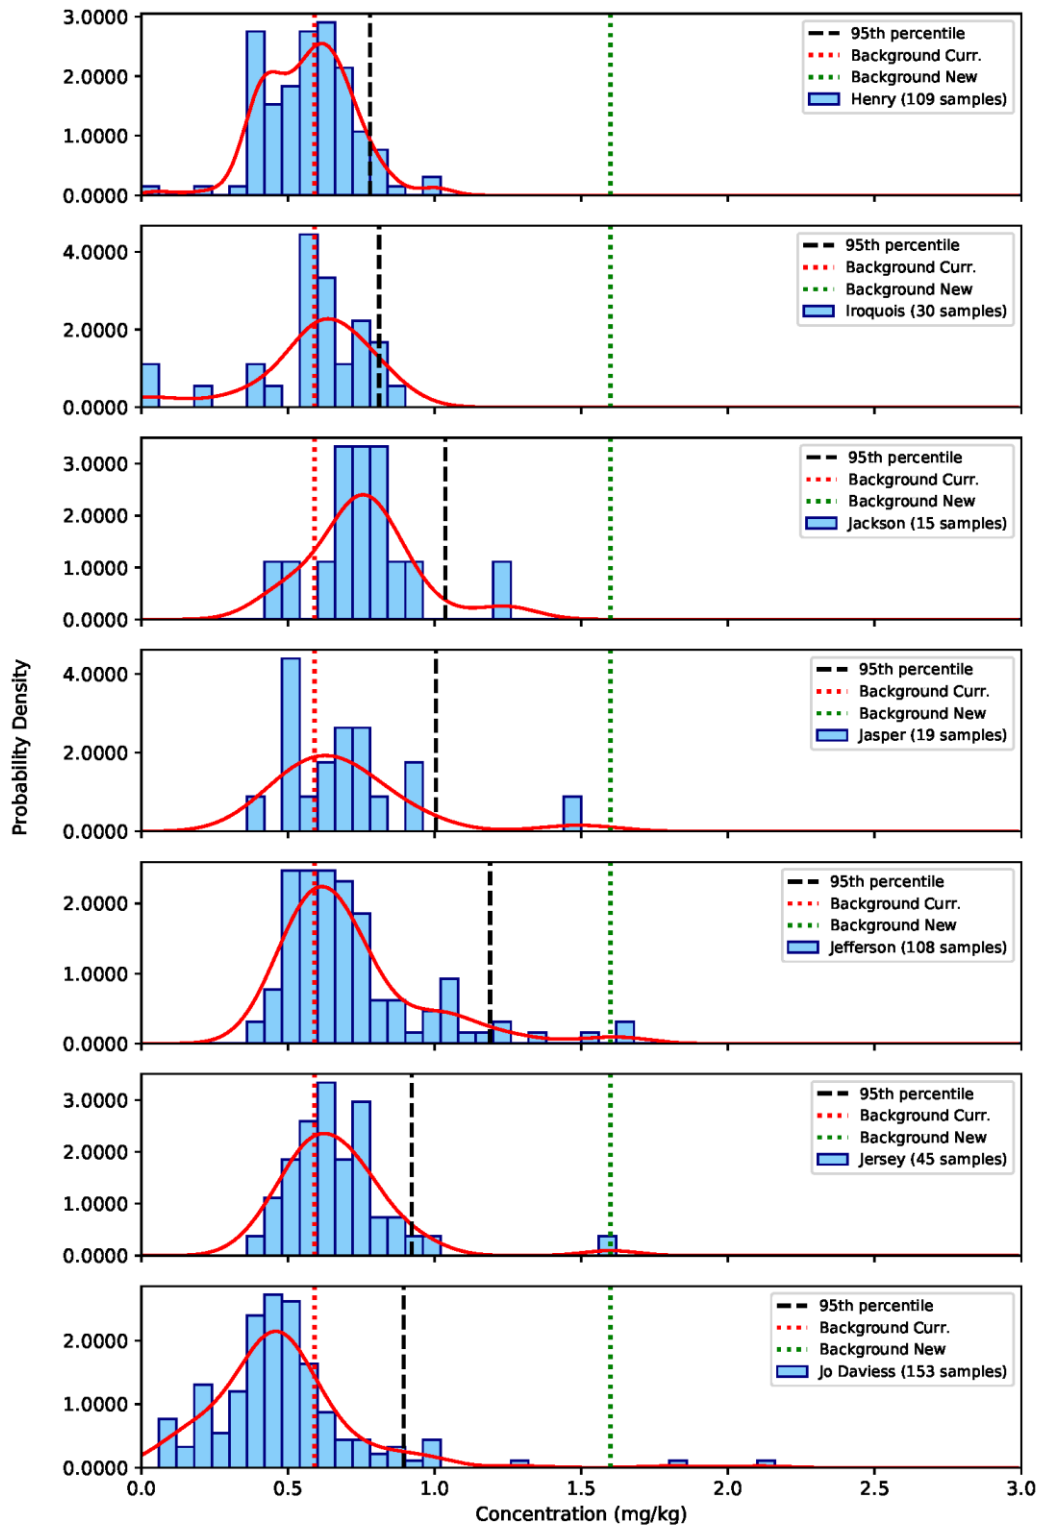 3.0000
2.0000
1.0000
0.0000
95th percentile
Background Curr.
Background New
Henry (109 samples)
4.0000
2.0000
0.0000
95th percentile
Background Curr.
Background New
Iroquois (30 samples)
3.0000
2.0000
1.0000
0.0000
95th percentile
Background Curr.
Background New
Jackson (15 samples)
Probability Density
4.0000
2.0000
0.0000
95th percentile
Background Curr.
Background New
Jasper (19 samples)
2.0000
1.0000
0.0000
95th percentile
Background Curr.
Background New
Jefferson (108 samples)
3.0000
2.0000
1.0000
0.0000
95th percentile
Background Curr.
Background New
Jersey (45 samples)
2.0000
1.0000
0.0000
95th percentile
Background Curr.
Background New
Jo Daviess (153 samples)
0.0 0.5 1.0 1.5 2.0 2.5 3.0
Concentration (mg/kg)